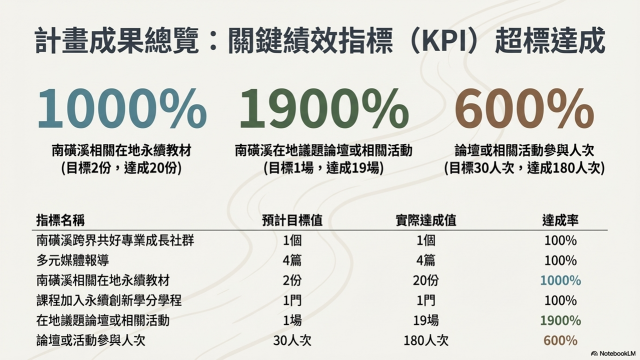 計畫成果總覽：關鍵績效指標（KPI）超標達成
1000% 1900% 600%
南磺溪相關在地永續教材 南磺溪在地議題論壇或相關活動 論壇或相關活動參與人次
(目標2份，達成20份) (目標1場，達成19場) (目標30人次，達成180人次)
指標名稱 預計目標值 實際達成值 達成率
南磺溪跨界共好專業成長社群 1個 1個 100%
多元媒體報導 4篇 4篇 100%
南磺溪相關在地永續教材 2份 20份 1000%
課程加入永續創新學分學程 1門 1門 100%
在地議題論壇或相關活動 1場 19場 1900%
論壇或活動參與人次 30人次 180人次 600%
NotebookLM